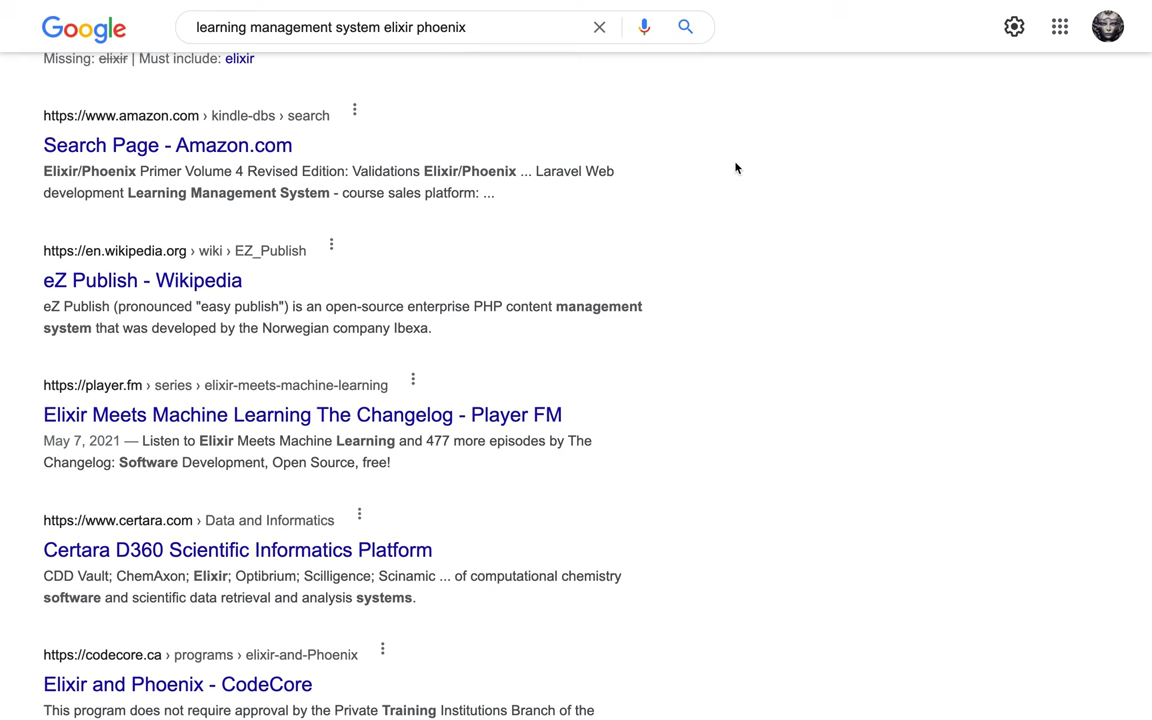 Google
learning management system elixir phoenix
Missing: elixir | Must include: elixir
https://www.amazon.com › kindle-dbs › search
Search Page - Amazon.com
Elixir/Phoenix Primer Volume 4 Revised Edition: Validations Elixir/Phoenix ... Laravel Web
development Learning Management System - course sales platform: ...
https://en.wikipedia.org › wiki › EZ_Publish
eZ Publish - Wikipedia
eZ Publish (pronounced "easy publish") is an open-source enterprise PHP content management
system that was developed by the Norwegian company Ibexa.
https://player.fm › series › elixir-meets-machine-learning
Elixir Meets Machine Learning The Changelog - Player FM
May 7, 2021 — Listen to Elixir Meets Machine Learning and 477 more episodes by The
Changelog: Software Development, Open Source, free!
https://www.certara.com › Data and Informatics
Certara D360 Scientific Informatics Platform
CDD Vault; ChemAxon; Elixir; Optibrium; Scilligence; Scinamic ... of computational chemistry
software and scientific data retrieval and analysis systems.
https://codecore.ca › programs › elixir-and-Phoenix
Elixir and Phoenix - CodeCore
This program does not require approval by the Private Training Institutions Branch of the